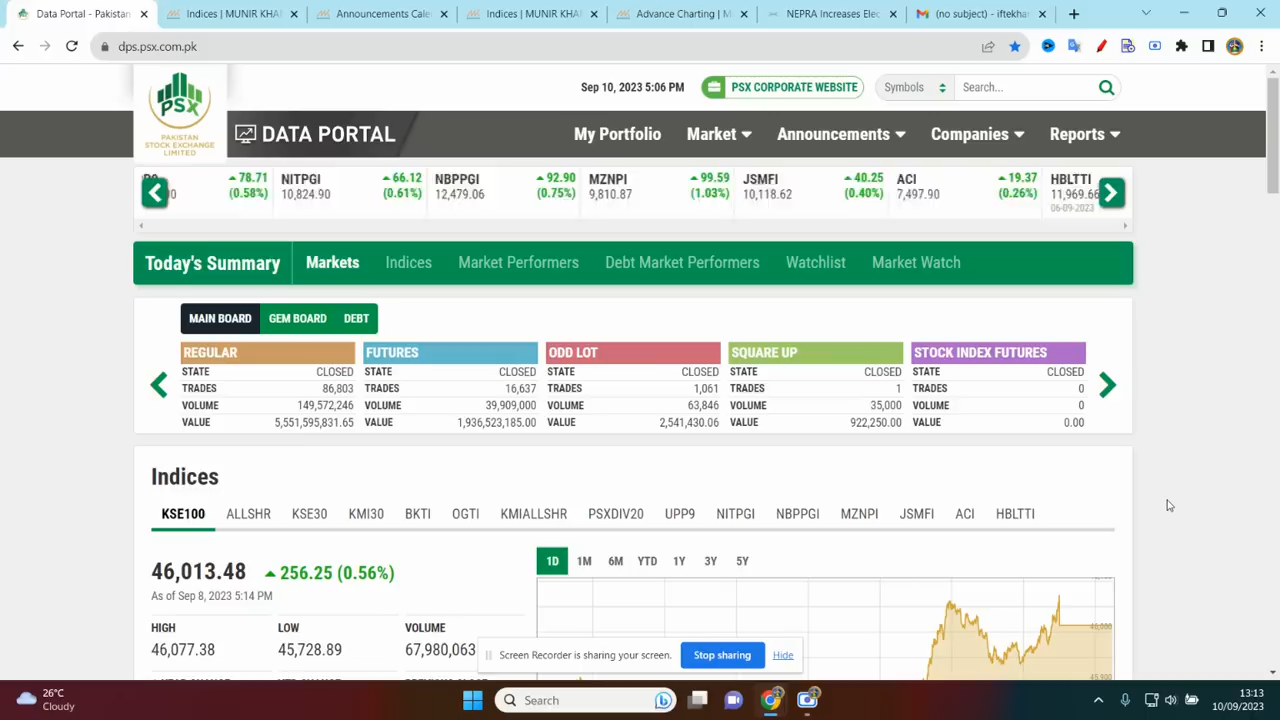 Data Portal - Pakistan
Indices | MUNIR KHA
Announcements Cale
Indices | MUNIR KHA
Advance Charting | M
NEPRA Increases Elec
(no subject) - iftekhar
dps.psx.com.pk
PSX
PAKISTAN
STOCK EXCHANGE
LIMITED
Sep 10, 2023 5:06 PM
PSX CORPORATE WEBSITE
Symbols
Search...
DATA PORTAL
My Portfolio
Market
Announcements
Companies
Reports
78.71
(0.58%)
NITPGI 66.12
10,824.90 (0.61%)
NBPPGI 92.90
12,479.06 (0.75%)
MZNPI 99.59
9,810.87 (1.03%)
JSMFI 40.25
10,118.62 (0.40%)
ACI 19.37
7,497.90 (0.26%)
HBLTTI
11,969.66
06-09-2023
Today's Summary
Markets
Indices
Market Performers
Debt Market Performers
Watchlist
Market Watch
MAIN BOARD
GEM BOARD
DEBT
REGULAR
STATE CLOSED
TRADES 86,803
VOLUME 149,572,246
VALUE 5,551,595,831.65
FUTURES
STATE CLOSED
TRADES 16,637
VOLUME 39,909,000
VALUE 1,936,523,185.00
ODD LOT
STATE CLOSED
TRADES 1,061
VOLUME 63,846
VALUE 2,541,430.06
SQUARE UP
STATE CLOSED
TRADES 1
VOLUME 35,000
VALUE 922,250.00
STOCK INDEX FUTURES
STATE CLOSED
TRADES 0
VOLUME 0
VALUE 0.00
Indices
KSE100
ALLSHR
KSE30
KMI30
BKTI
OGTI
KMIALLSHR
PSXDIV20
UPP9
NITPGI
NBPPGI
MZNPI
JSMFI
ACI
HBLTTI
46,013.48 256.25 (0.56%)
As of Sep 8, 2023 5:14 PM
HIGH
46,077.38
LOW
45,728.89
VOLUME
67,980,063
1D
1M
6M
YTD
1Y
3Y
5Y
46,000
45,900
Screen Recorder is sharing your screen.
Stop sharing
Hide
26°C
Cloudy
Search
13:13
10/09/2023